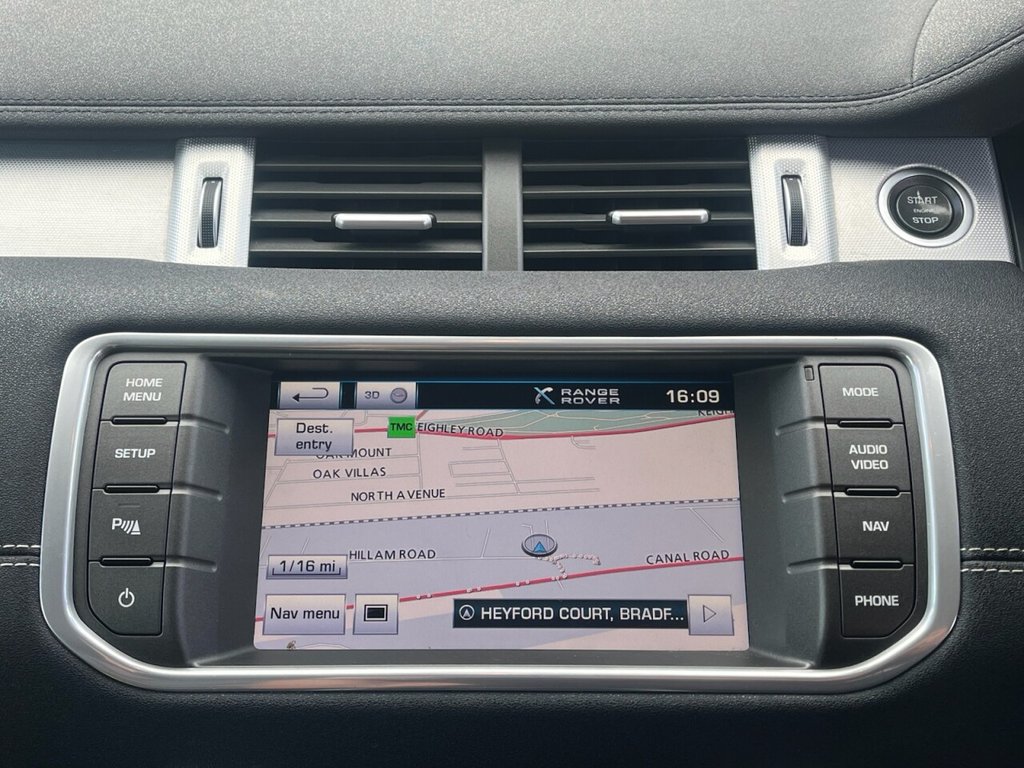 START
ENGINE
STOP
HOME
MENU
SETUP
P
MODE
AUDIO
VIDEO
NAV
PHONE
3D
RANGE
ROVER
16:09
Dest.
entry
TMC
EIGHLEY ROAD
KEIGH
OAK MOUNT
OAK VILLAS
NORTH AVENUE
HILLAM ROAD
CANAL ROAD
1/16 mi
Nav menu
HEYFORD COURT, BRADF...